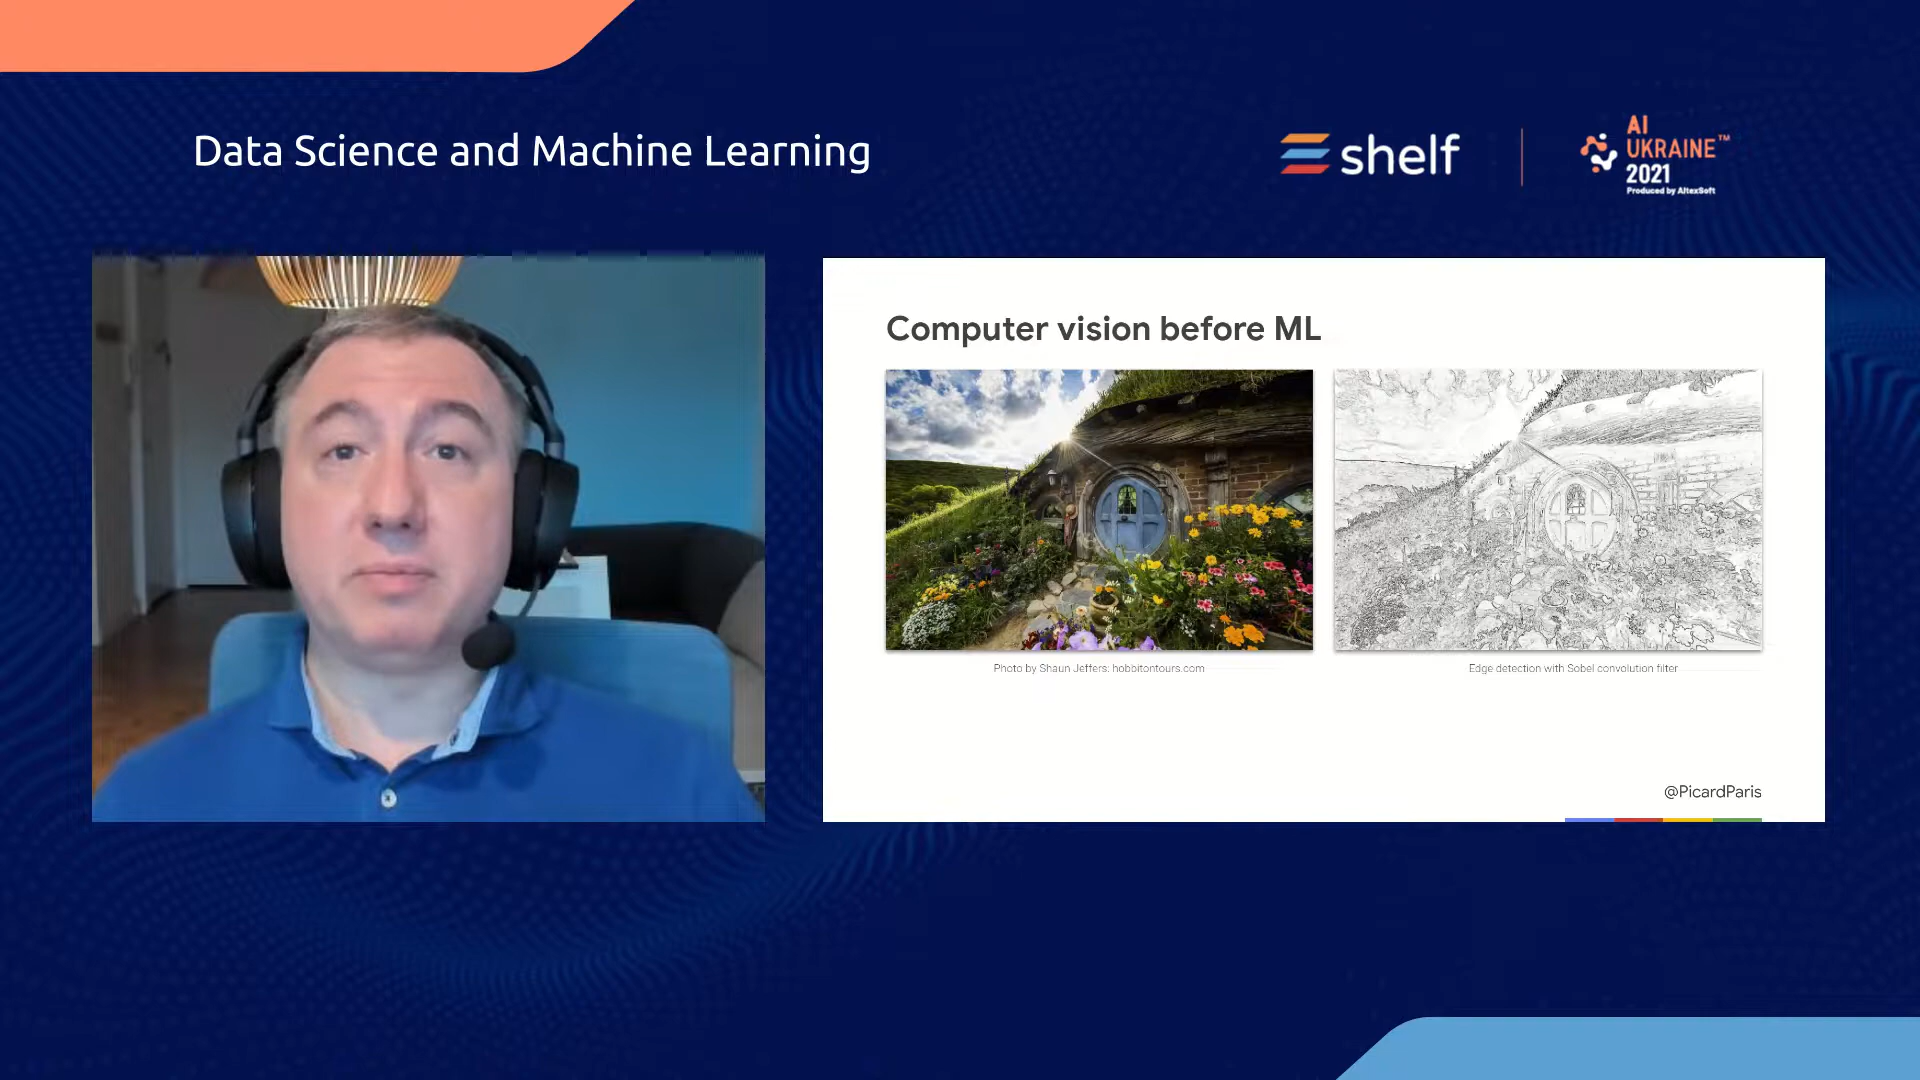 Data Science and Machine Learning
shelf
AI
UKRAINE™
2021
Produced by AltexSoft
Computer vision before ML
Photo by Shaun Jeffers: hobbitontours.com
Edge detection with Sobel convolution filter
@PicardParis